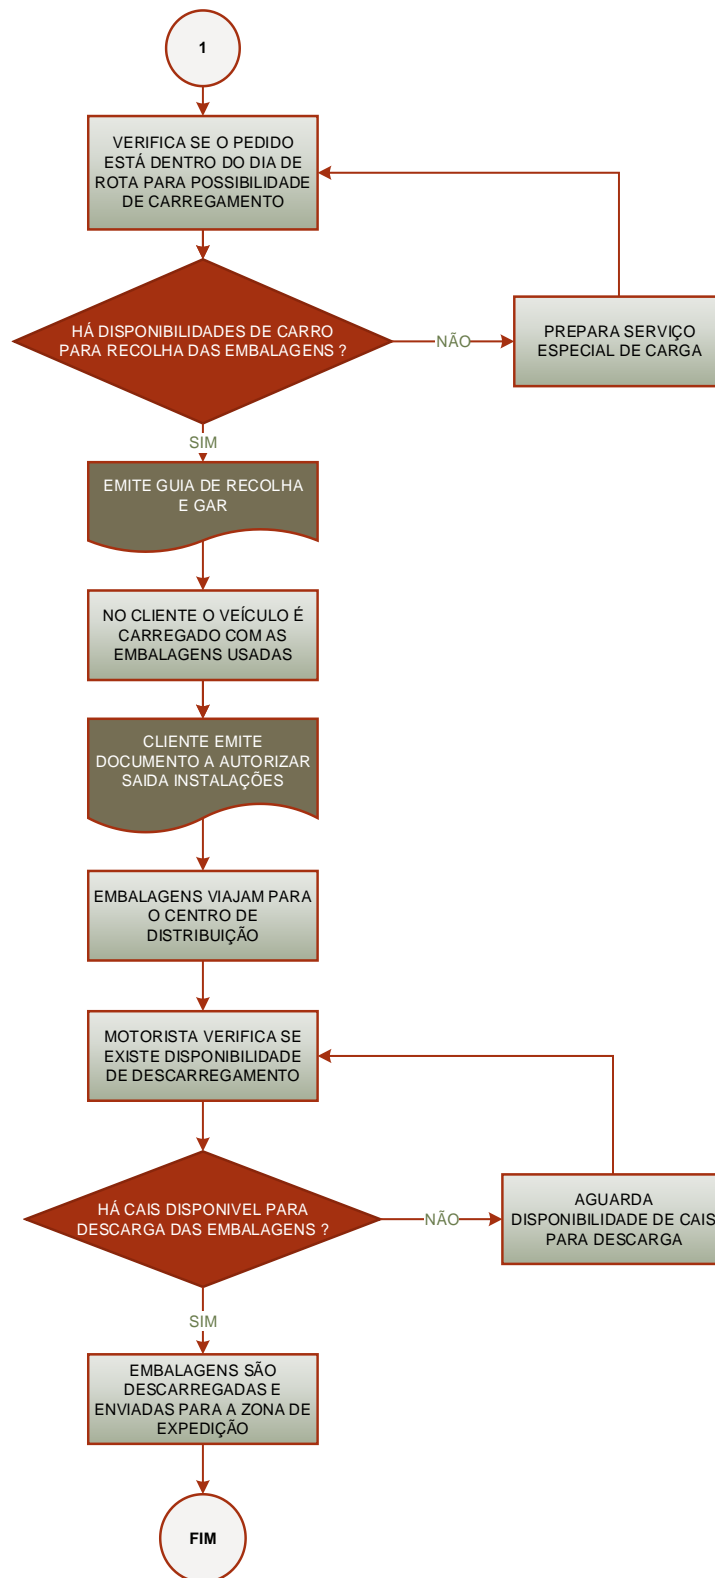 1
VERIFICA SE O PEDIDO
ESTÁ DENTRO DO DIA DE
ROTA PARA POSSIBILIDADE
DE CARREGAMENTO
HÁ DISPONIBILIDADES DE CARRO
PARA RECOLHA DAS EMBALAGENS ?
NÃO
PREPARA SERVIÇO
ESPECIAL DE CARGA
SIM
EMITE GUIA DE RECOLHA
E GAR
NO CLIENTE O VEÍCULO É
CARREGADO COM AS
EMBALAGENS USADAS
CLIENTE EMITE
DOCUMENTO A AUTORIZAR
SAIDA INSTALAÇÕES
EMBALAGENS VIAJAM PARA
O CENTRO DE
DISTRIBUIÇÃO
MOTORISTA VERIFICA SE
EXISTE DISPONIBILIDADE
DE DESCARREGAMENTO
HÁ CAIS DISPONIVEL PARA
DESCARGA DAS EMBALAGENS ?
NÃO
AGUARDA
DISPONIBILIDADE DE CAIS
PARA DESCARGA
SIM
EMBALAGENS SÃO
DESCARREGADAS E
ENVIADAS PARA A ZONA DE
EXPEDIÇÃO
FIM